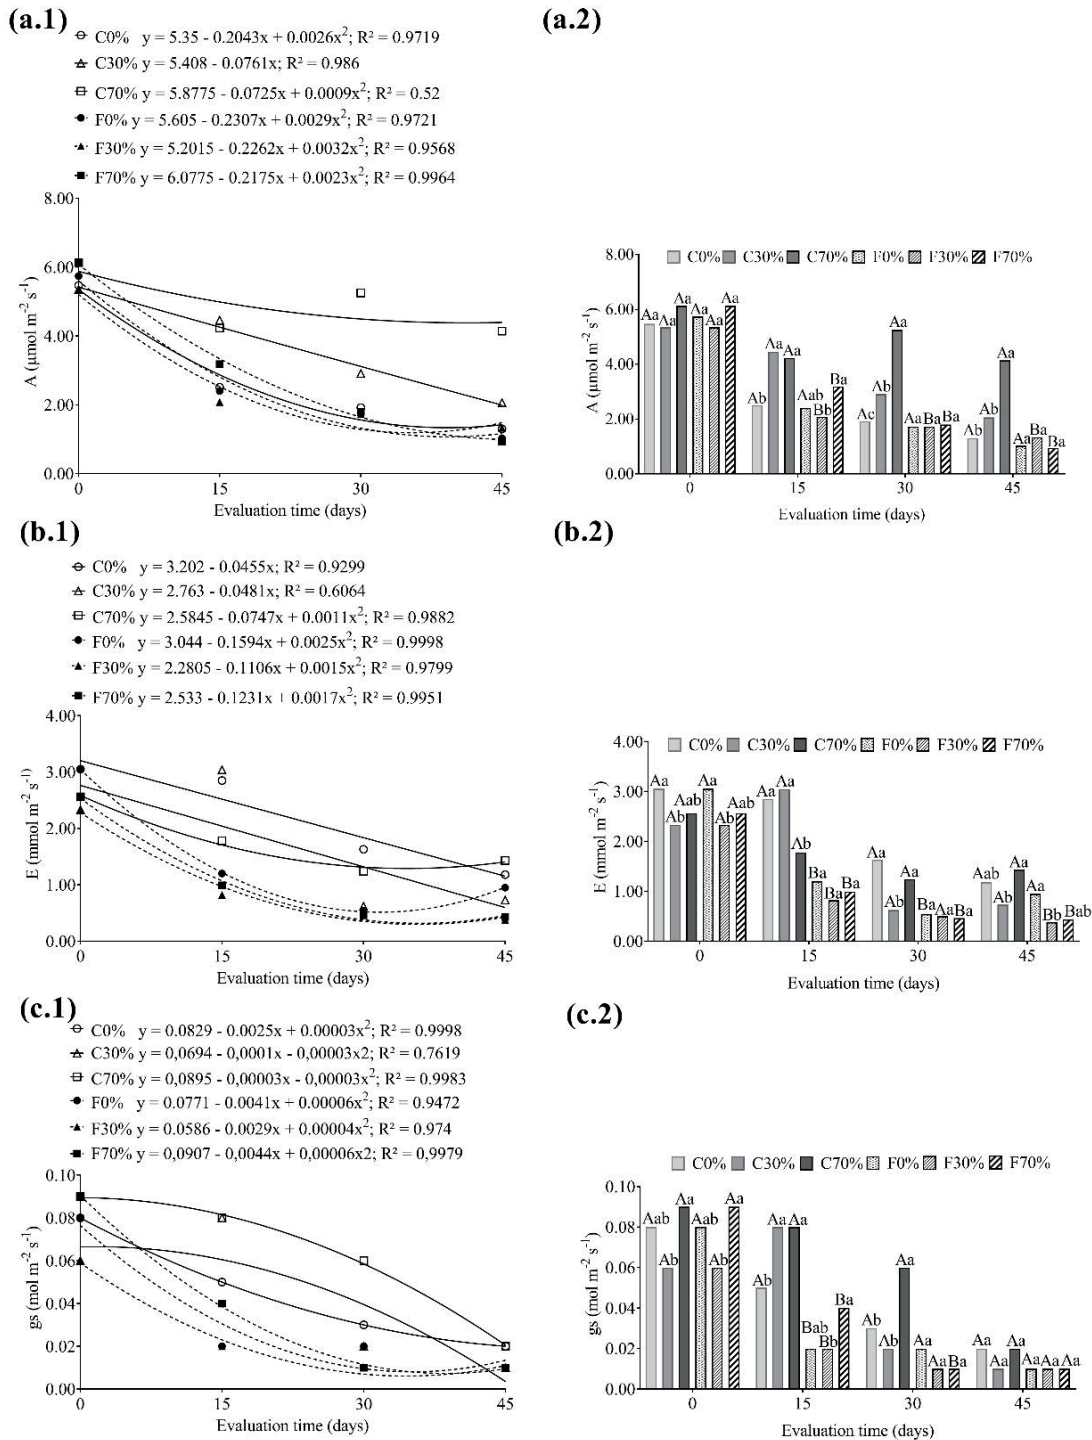 (a.1)
C0% y = 5.35 - 0.2043x + 0.0026x²; R² = 0.9719
C30% y = 5.408 - 0.0761x; R² = 0.986
C70% y = 5.8775 - 0.0725x + 0.0009x²; R² = 0.52
F0% y = 5.605 - 0.2307x + 0.0029x²; R² = 0.9721
F30% y = 5.2015 - 0.2262x + 0.0032x²; R² = 0.9568
F70% y = 6.0775 - 0.2175x + 0.0023x²; R² = 0.9964
8.00
6.00
4.00
2.00
0.00
A (µmol m⁻² s⁻¹)
0 15 30 45
Evaluation time (days)
(a.2)
C0% C30% C70% F0% F30% F70%
8.00
6.00
4.00
2.00
0.00
A (µmol m⁻² s⁻¹)
Aa Aa Aa Aa Aa Aa
Ab Aa Aa Aab Bb Ba
Ac Ab Aa Aa Ba Ba
Ab Ab Aa Aa Ba Ba
0 15 30 45
Evaluation time (days)
(b.1)
C0% y = 3.202 - 0.0455x; R² = 0.9299
C30% y = 2.763 - 0.0481x; R² = 0.6064
C70% y = 2.5845 - 0.0747x + 0.0011x²; R² = 0.9882
F0% y = 3.044 - 0.1594x + 0.0025x²; R² = 0.9998
F30% y = 2.2805 - 0.1106x + 0.0015x²; R² = 0.9799
F70% y = 2.533 - 0.1231x + 0.0017x²; R² = 0.9951
4.00
3.00
2.00
1.00
0.00
E (mmol m⁻² s⁻¹)
0 15 30 45
Evaluation time (days)
(b.2)
C0% C30% C70% F0% F30% F70%
4.00
3.00
2.00
1.00
0.00
E (mmol m⁻² s⁻¹)
Aa Ab Aab Aa Ab Aab
Aa Aa Ab Ba Ba Ba
Aa Ab Aa Ba Aa Ba
Aab Ab Aa Aa Bb Bab
0 15 30 45
Evaluation time (days)
(c.1)
C0% y = 0.0829 - 0.0025x + 0.00003x²; R² = 0.9998
C30% y = 0,0694 - 0,0001x - 0,00003x2; R² = 0.7619
C70% y = 0,0895 - 0,00003x - 0,00003x²; R² = 0.9983
F0% y = 0.0771 - 0.0041x + 0.00006x²; R² = 0.9472
F30% y = 0.0586 - 0.0029x + 0.00004x²; R² = 0.974
F70% y = 0,0907 - 0,0044x + 0,00006x2; R² = 0,9979
0.10
0.08
0.06
0.04
0.02
0.00
gs (mol m⁻² s⁻¹)
0 15 30 45
Evaluation time (days)
(c.2)
C0% C30% C70% F0% F30% F70%
0.10
0.08
0.06
0.04
0.02
0.00
gs (mol m⁻² s⁻¹)
Aab Ab Aa Aab Ab Aa
Ab Aa Aa Bab Bb Ba
Ab Ab Aa Aa Aa Ba
Aa Aa Aa Aa Aa Aa
0 15 30 45
Evaluation time (days)